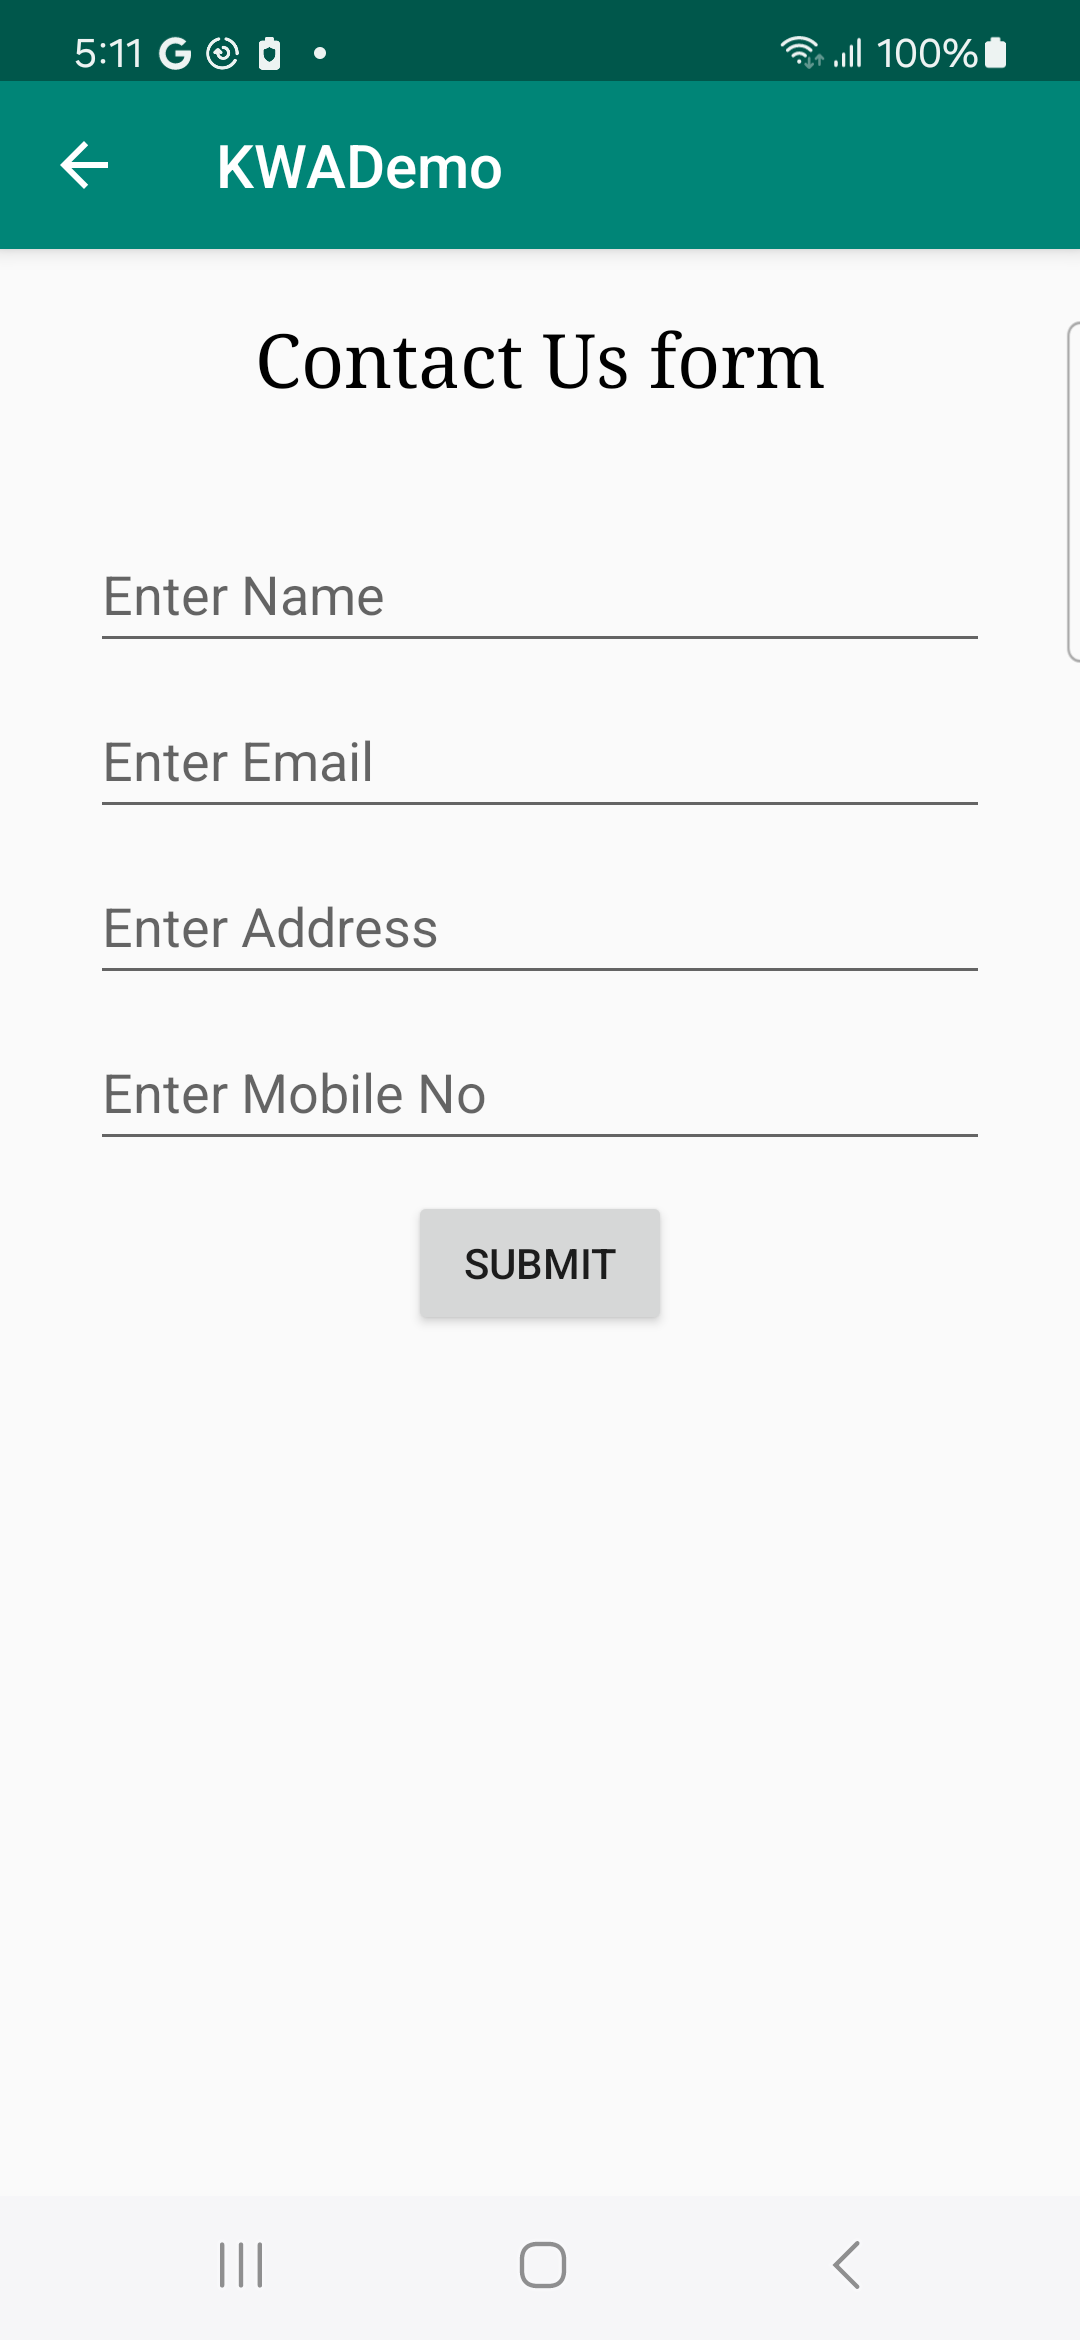 5:11 G 100%
KWADemo
Contact Us form
Enter Name
Enter Email
Enter Address
Enter Mobile No
SUBMIT